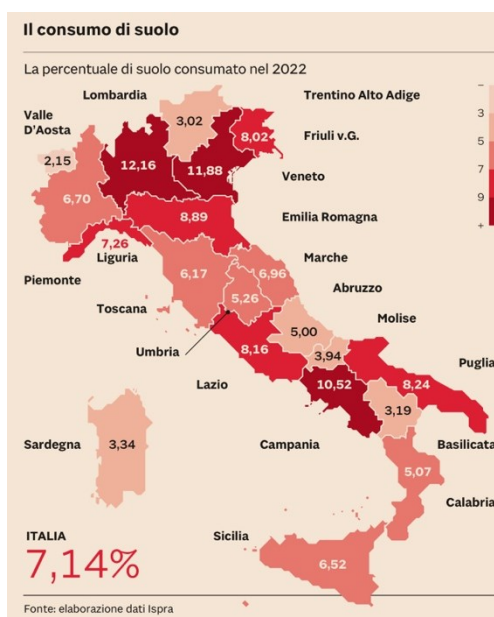 Il consumo di suolo
La percentuale di suolo consumato nel 2022
Lombardia
Trentino Alto Adige
Valle
D'Aosta
3,02
8,02
Friuli v.G.
2,15
12,16
11,88
Veneto
6,70
8,89
Emilia Romagna
7,26
Liguria
Marche
Piemonte
6,17
6,96
Abruzzo
Toscana
5,26
5,00
Molise
Umbria
3,94
8,16
Puglia
Lazio
10,52
8,24
3,19
Sardegna
3,34
Campania
Basilicata
5,07
Calabria
ITALIA
7,14%
Sicilia
6,52
Fonte: elaborazione dati Ispra
–
3
5
7
9
+